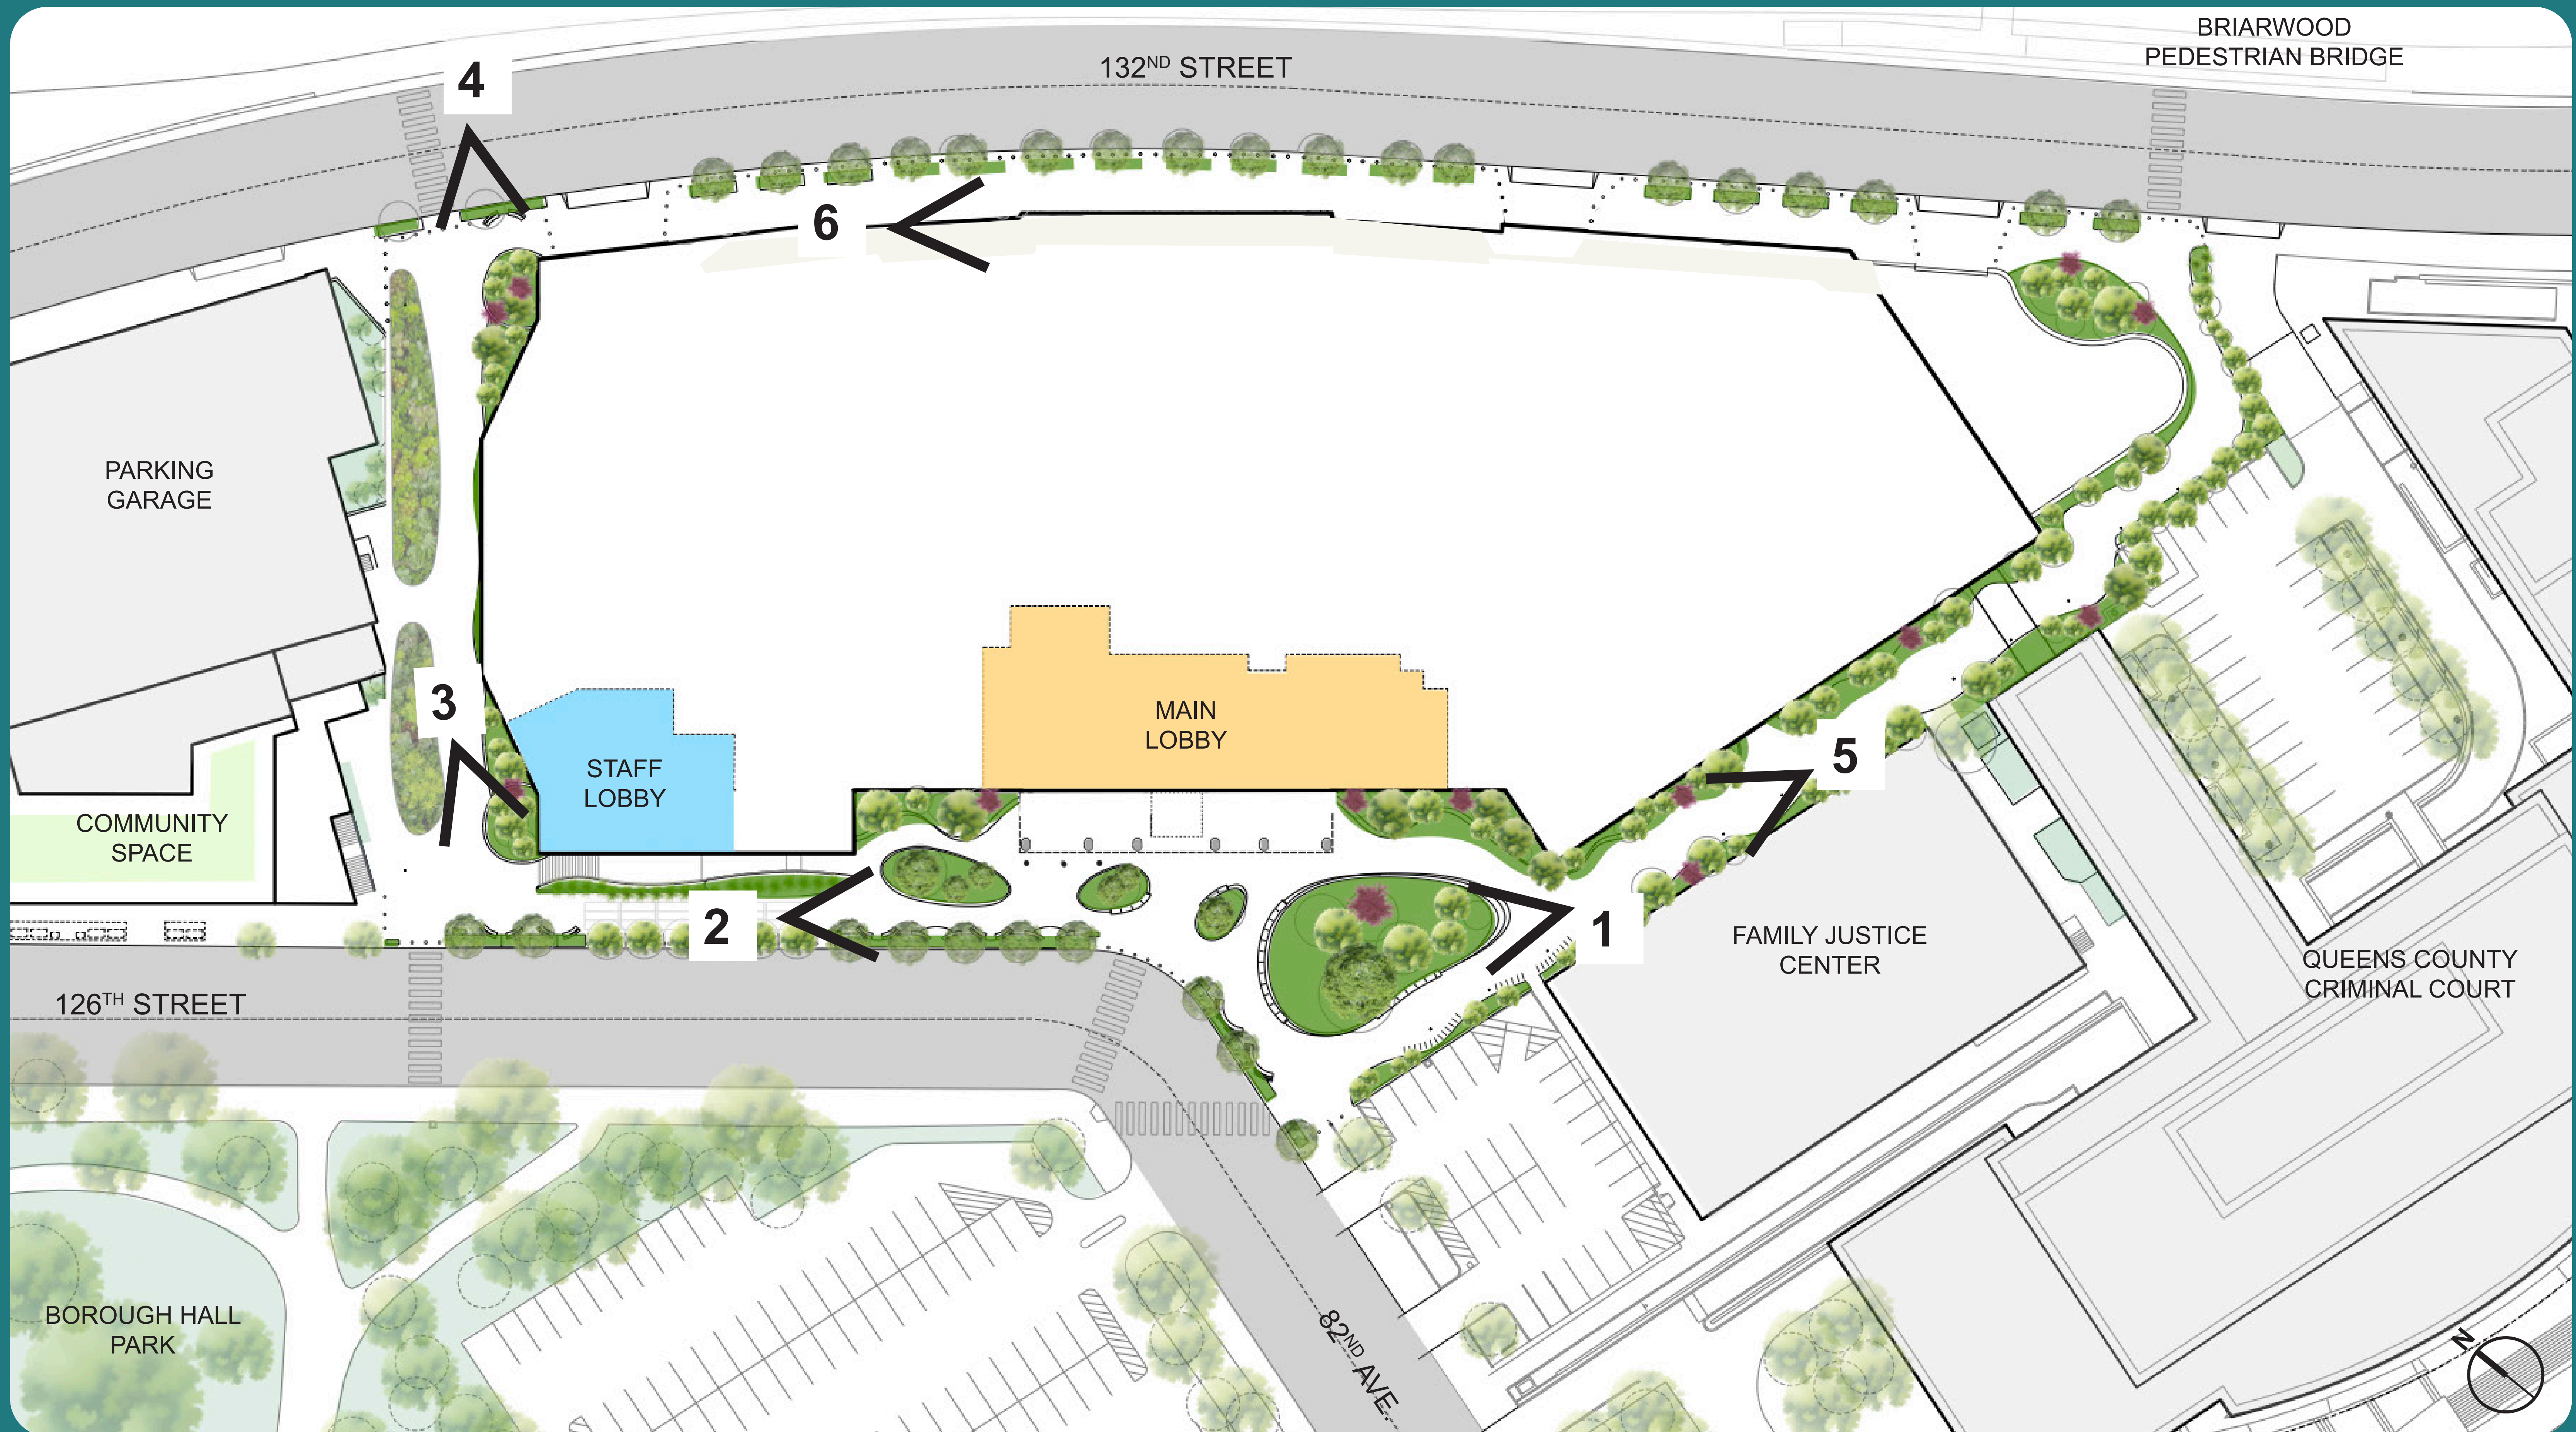 BRIARWOOD
PEDESTRIAN BRIDGE
132ND STREET
4
6
PARKING
GARAGE
3
MAIN
LOBBY
STAFF
LOBBY
5
COMMUNITY
SPACE
2
1
FAMILY JUSTICE
CENTER
QUEENS COUNTY
CRIMINAL COURT
126TH STREET
BOROUGH HALL
PARK
82ND AVE.
N